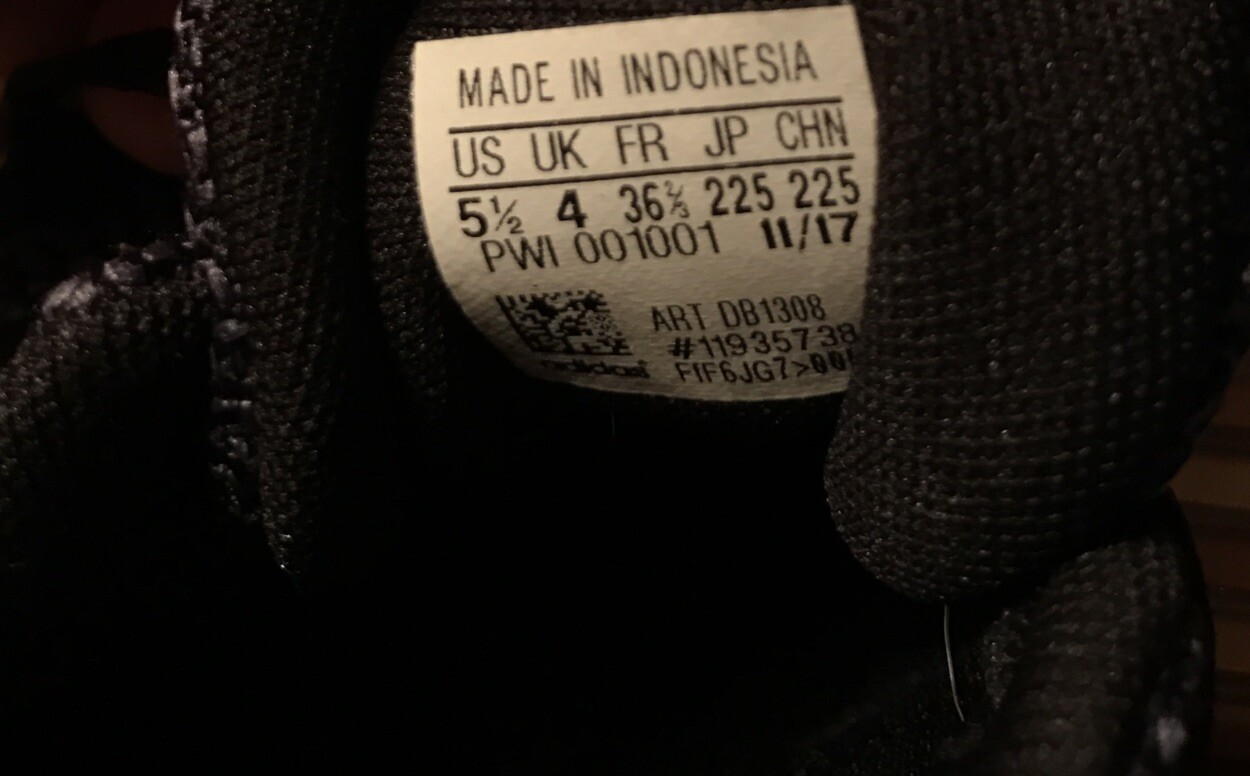 MADE IN INDONESIA
US UK FR JP CHN
5½ 4 36⅔ 225 225
PWI 001001 11/17
ART DB1308
#11935738
adidas FIF6JG7>